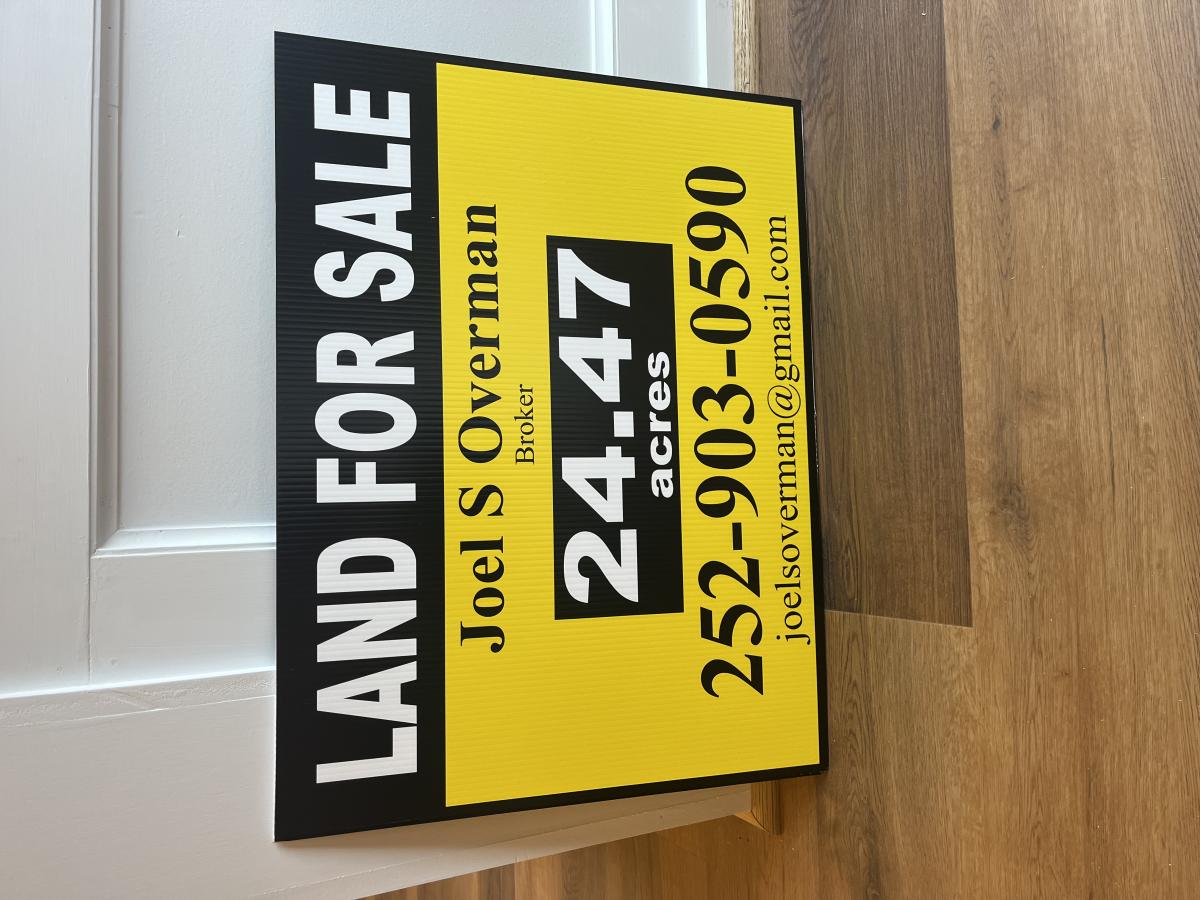 LAND FOR SALE
Joel S Overman
Broker
24.47
acres
252-903-0590
joelsoverman@gmail.com